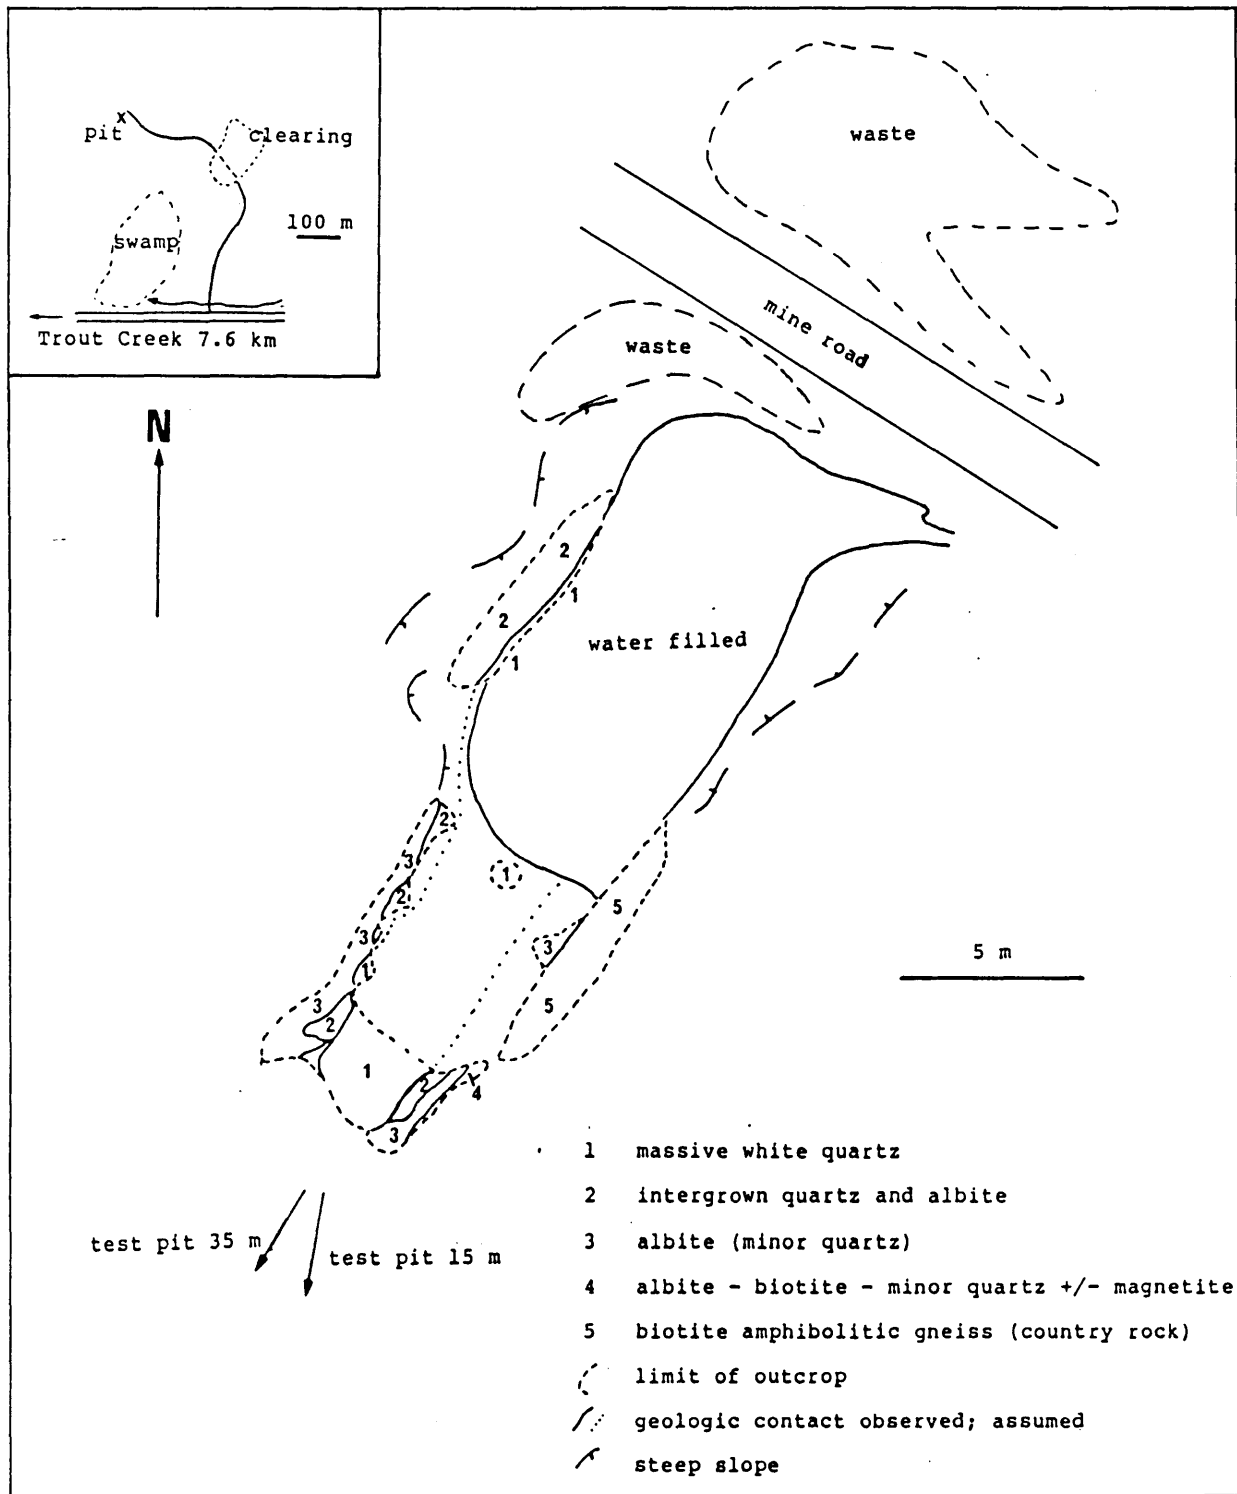 pit
x
clearing
100 m
swamp
Trout Creek 7.6 km
waste
mine road
waste
N
2
1
2
1
water filled
2
3
2
1
5
3
3
1
5
3
2
1
2
4
3
5 m
test pit 35 m
test pit 15 m
1 massive white quartz
2 intergrown quartz and albite
3 albite (minor quartz)
4 albite - biotite - minor quartz +/- magnetite
5 biotite amphibolitic gneiss (country rock)
limit of outcrop
geologic contact observed; assumed
steep slope